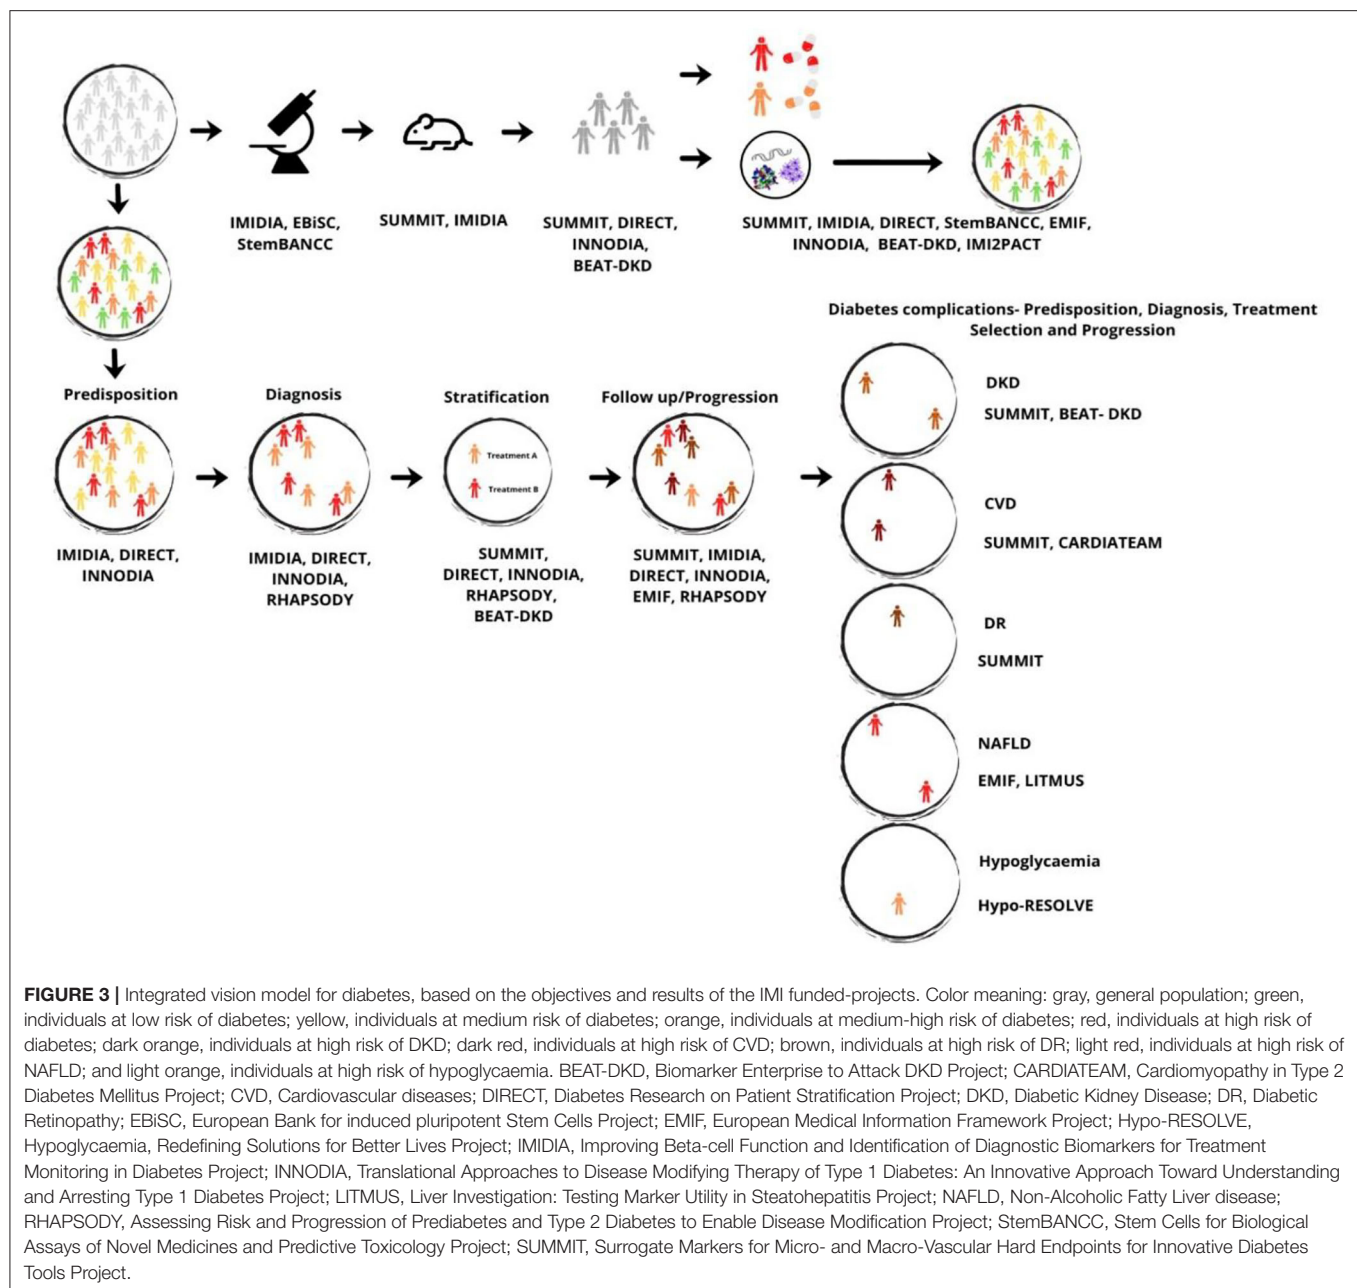 IMIDIA, EBiSC,
StemBANCC
SUMMIT, IMIDIA
SUMMIT, DIRECT,
INNODIA,
BEAT-DKD
SUMMIT, IMIDIA, DIRECT, StemBANCC, EMIF,
INNODIA, BEAT-DKD, IMI2PACT
Diabetes complications- Predisposition, Diagnosis, Treatment
Selection and Progression
Predisposition
IMIDIA, DIRECT,
INNODIA
Diagnosis
IMIDIA, DIRECT,
INNODIA,
RHAPSODY
Stratification
Treatment A
Treatment B
SUMMIT,
DIRECT, INNODIA,
RHAPSODY,
BEAT-DKD
Follow up/Progression
SUMMIT, IMIDIA,
DIRECT, INNODIA,
EMIF, RHAPSODY
DKD
SUMMIT, BEAT- DKD
CVD
SUMMIT, CARDIATEAM
DR
SUMMIT
NAFLD
EMIF, LITMUS
Hypoglycaemia
Hypo-RESOLVE
FIGURE 3 | Integrated vision model for diabetes, based on the objectives and results of the IMI funded-projects. Color meaning: gray, general population; green,
individuals at low risk of diabetes; yellow, individuals at medium risk of diabetes; orange, individuals at medium-high risk of diabetes; red, individuals at high risk of
diabetes; dark orange, individuals at high risk of DKD; dark red, individuals at high risk of CVD; brown, individuals at high risk of DR; light red, individuals at high risk of
NAFLD; and light orange, individuals at high risk of hypoglycaemia. BEAT-DKD, Biomarker Enterprise to Attack DKD Project; CARDIATEAM, Cardiomyopathy in Type 2
Diabetes Mellitus Project; CVD, Cardiovascular diseases; DIRECT, Diabetes Research on Patient Stratification Project; DKD, Diabetic Kidney Disease; DR, Diabetic
Retinopathy; EBiSC, European Bank for induced pluripotent Stem Cells Project; EMIF, European Medical Information Framework Project; Hypo-RESOLVE,
Hypoglycaemia, Redefining Solutions for Better Lives Project; IMIDIA, Improving Beta-cell Function and Identification of Diagnostic Biomarkers for Treatment
Monitoring in Diabetes Project; INNODIA, Translational Approaches to Disease Modifying Therapy of Type 1 Diabetes: An Innovative Approach Toward Understanding
and Arresting Type 1 Diabetes Project; LITMUS, Liver Investigation: Testing Marker Utility in Steatohepatitis Project; NAFLD, Non-Alcoholic Fatty Liver disease;
RHAPSODY, Assessing Risk and Progression of Prediabetes and Type 2 Diabetes to Enable Disease Modification Project; StemBANCC, Stem Cells for Biological
Assays of Novel Medicines and Predictive Toxicology Project; SUMMIT, Surrogate Markers for Micro- and Macro-Vascular Hard Endpoints for Innovative Diabetes
Tools Project.